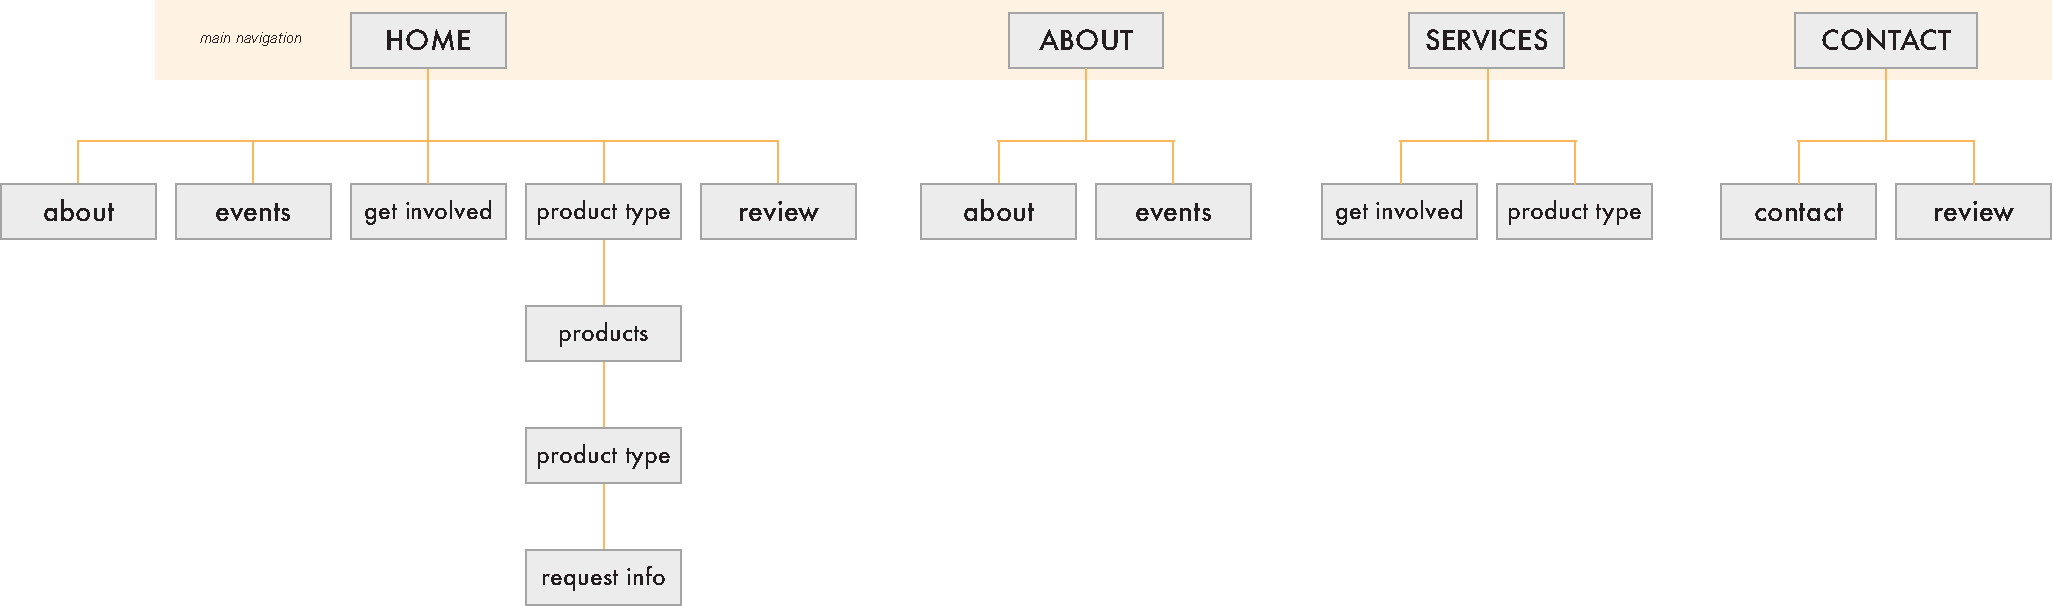 main navigation
HOME
ABOUT
SERVICES
CONTACT
about
events
get involved
product type
review
about
events
get involved
product type
contact
review
products
product type
request info